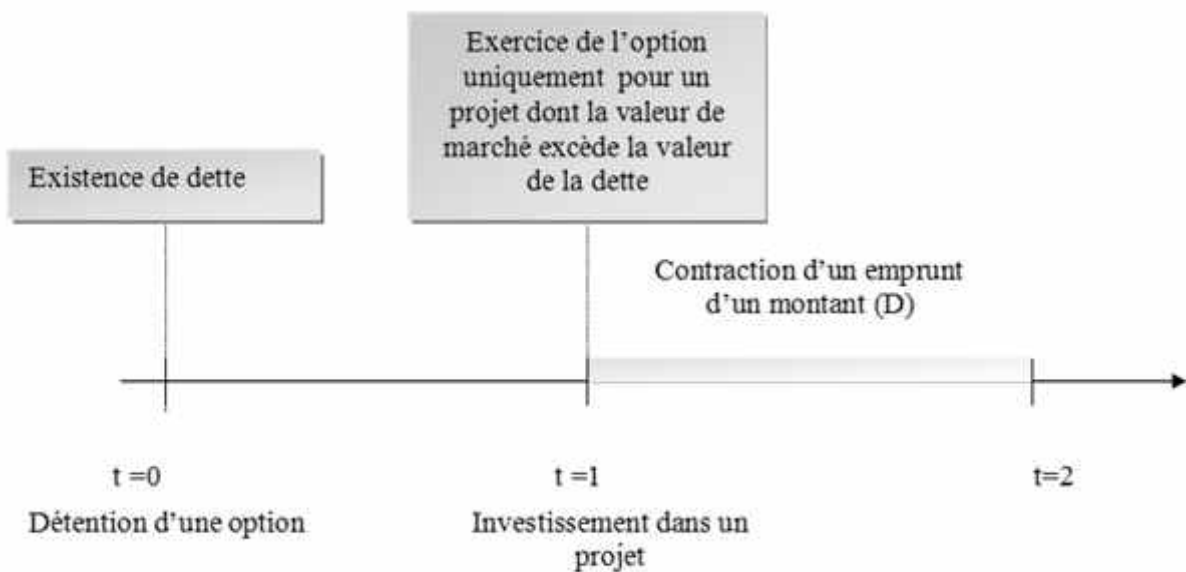 Exercice de l'option
uniquement pour un
projet dont la valeur de
marché excède la valeur
de la dette
Existence de dette
Contraction d'un emprunt
d'un montant (D)
t =0
t =1
t=2
Détention d'une option
Investissement dans un
projet